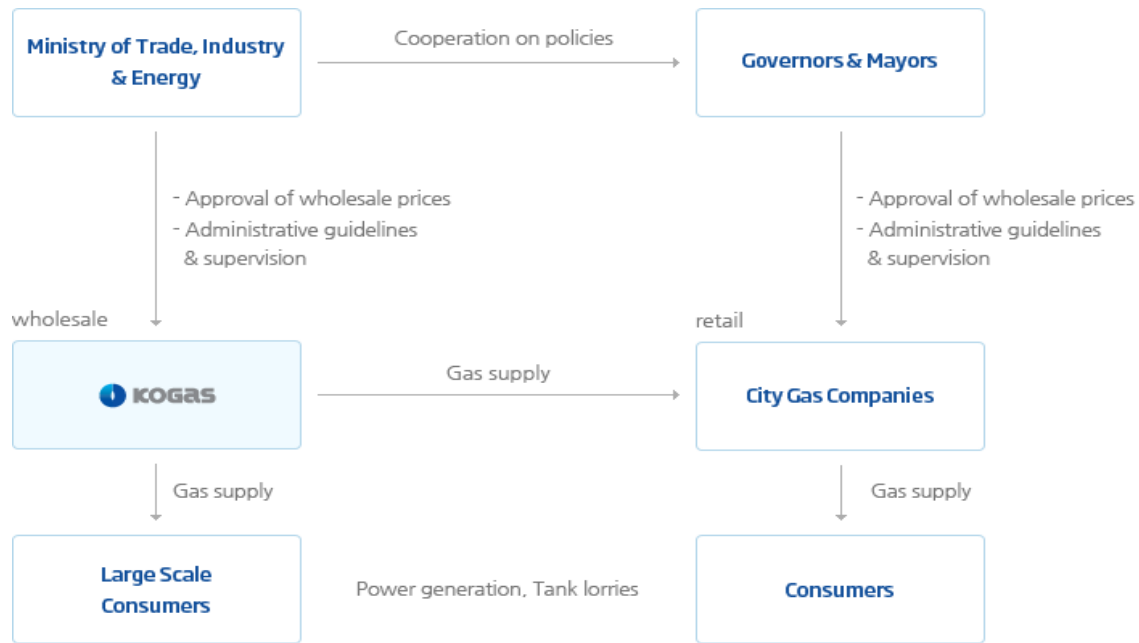 Ministry of Trade, Industry
& Energy
Cooperation on policies
Governors & Mayors
- Approval of wholesale prices
- Administrative guidelines
& supervision
- Approval of wholesale prices
- Administrative guidelines
& supervision
wholesale
retail
KOGAS
Gas supply
City Gas Companies
Gas supply
Gas supply
Large Scale
Consumers
Power generation, Tank lorries
Consumers